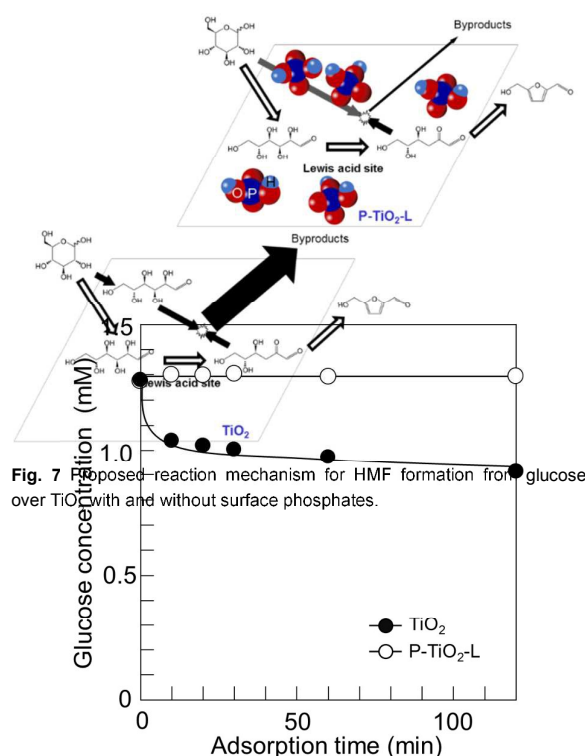 Byproducts
Lewis acid site
O P H
P-TiO₂-L
Byproducts
Lewis acid site
TiO₂
Fig. 7 Proposed reaction mechanism for HMF formation from glucose
over TiO₂ with and without surface phosphates.
Glucose concentration (mM)
1.5
1.0
0.5
0
TiO₂
P-TiO₂-L
0 50 100
Adsorption time (min)